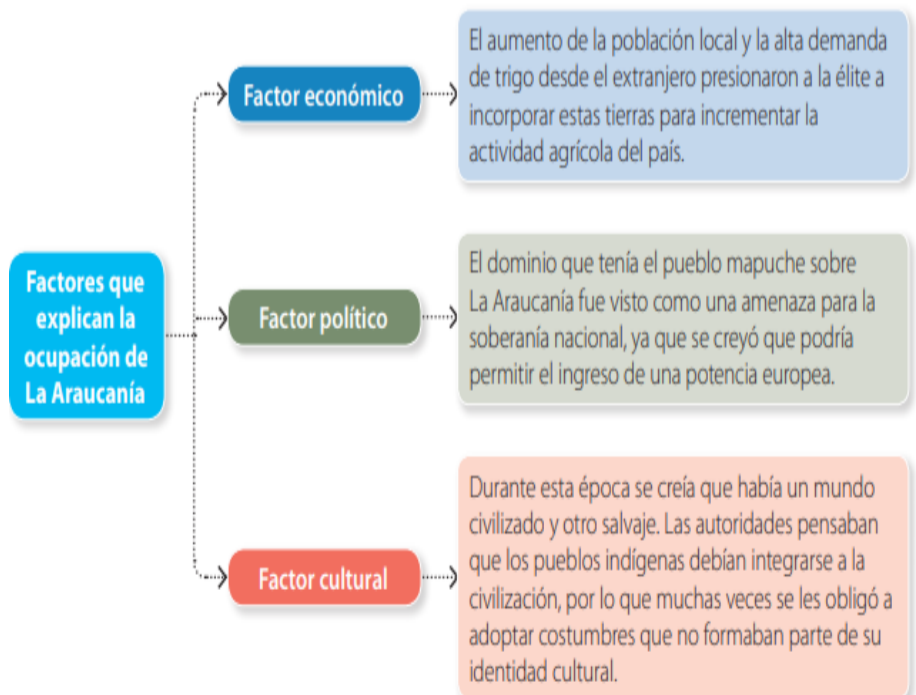 Factores que
explican la
ocupación de
La Araucanía
Factor económico
El aumento de la población local y la alta demanda
de trigo desde el extranjero presionaron a la élite a
incorporar estas tierras para incrementar la
actividad agrícola del país.
Factor político
El dominio que tenía el pueblo mapuche sobre
La Araucanía fue visto como una amenaza para la
soberanía nacional, ya que se creyó que podría
permitir el ingreso de una potencia europea.
Factor cultural
Durante esta época se creía que había un mundo
civilizado y otro salvaje. Las autoridades pensaban
que los pueblos indígenas debían integrarse a la
civilización, por lo que muchas veces se les obligó a
adoptar costumbres que no formaban parte de su
identidad cultural.